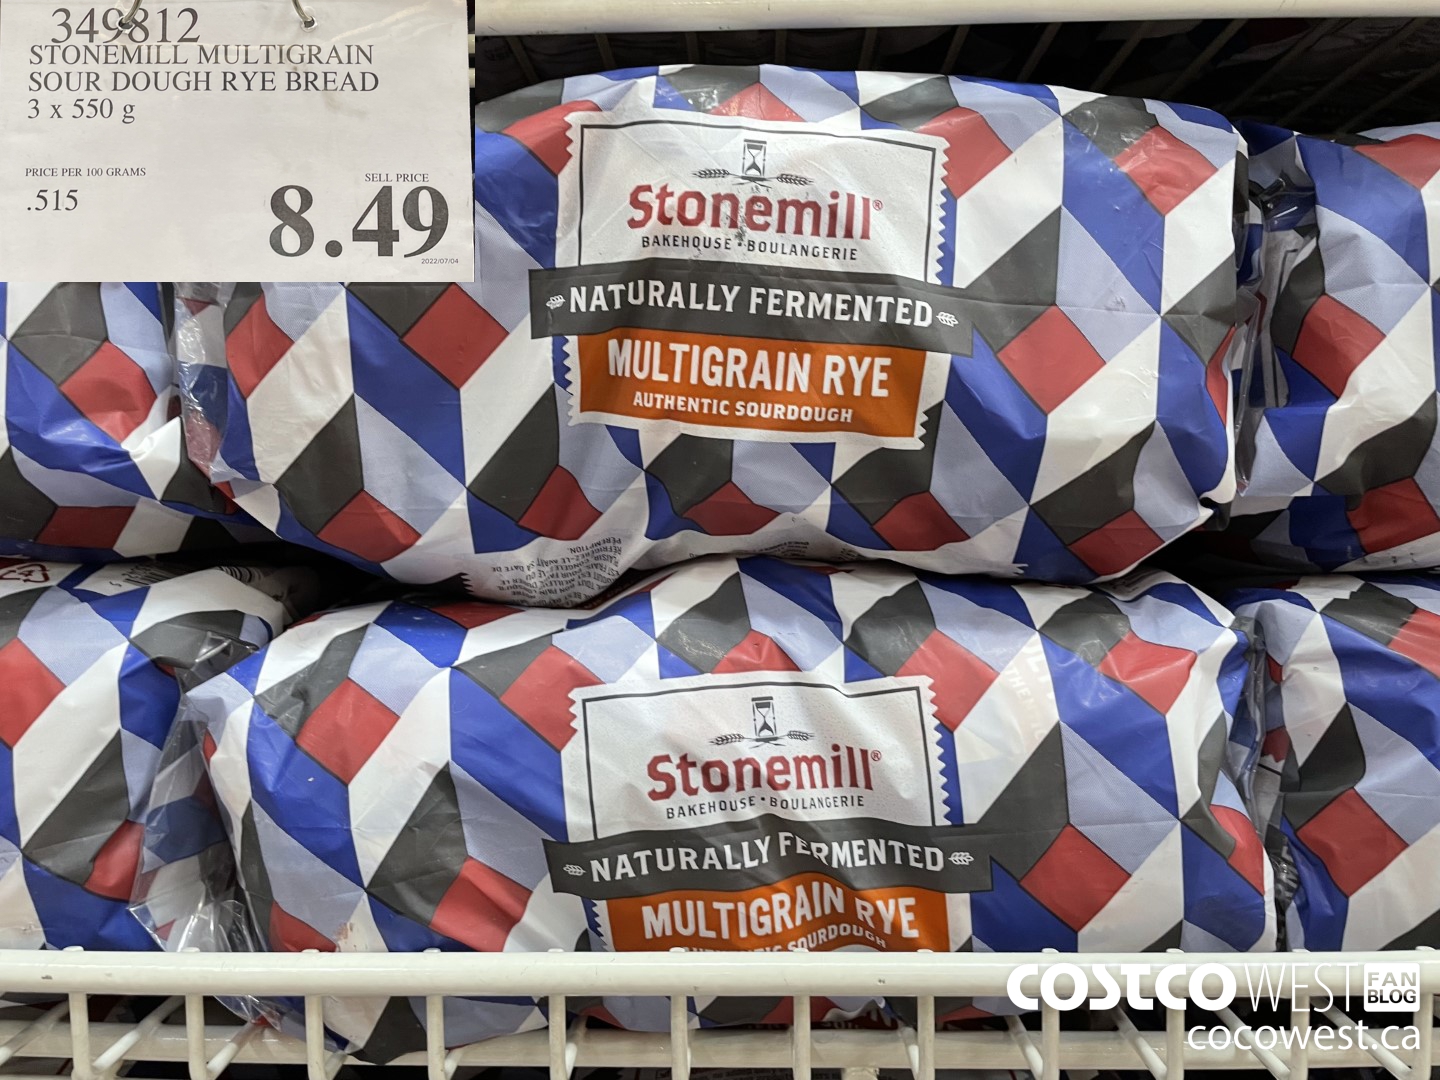 349812
STONEMILL MULTIGRAIN
SOUR DOUGH RYE BREAD
3 x 550 g
PRICE PER 100 GRAMS
.515
SELL PRICE
8.49
2022/07/04
Stonemill®
BAKEHOUSE • BOULANGERIE
NATURALLY FERMENTED
MULTIGRAIN RYE
AUTHENTIC SOURDOUGH
Stonemill®
BAKEHOUSE • BOULANGERIE
NATURALLY FERMENTED
MULTIGRAIN RYE
SOURDOUGH
COSTCO WEST FAN BLOG
cocowest.ca